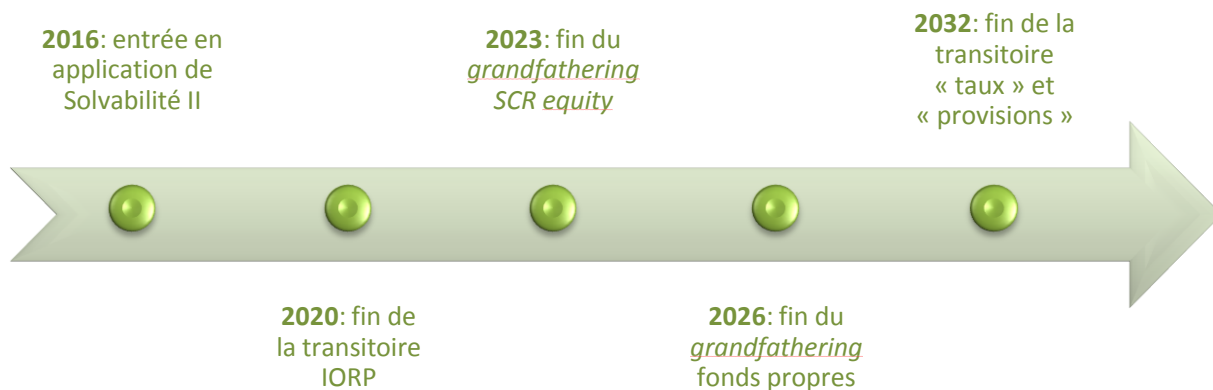 2016: entrée en
application de
Solvabilité II
2020: fin de
la transitoire
IORP
2023: fin du
grandfathering
SCR equity
2026: fin du
grandfathering
fonds propres
2032: fin de la
transitoire
« taux » et
« provisions »